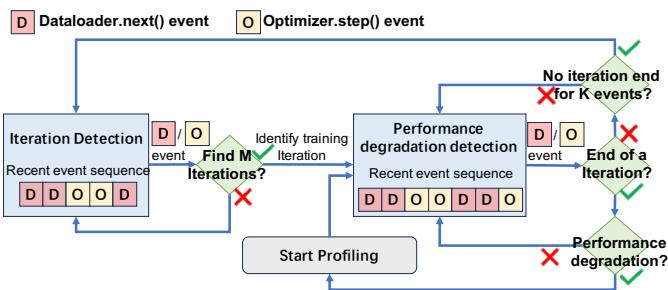 D Dataloader.next() event O Optimizer.step() event
No iteration end
for K events?
Iteration Detection
Recent event sequence
D D O O D
D / O
event
Find M
Iterations?
Identify training
Iteration
Performance
degradation detection
Recent event sequence
D D O O D D O
D / O
event
End of a
Iteration?
Start Profiling
Performance
degradation?